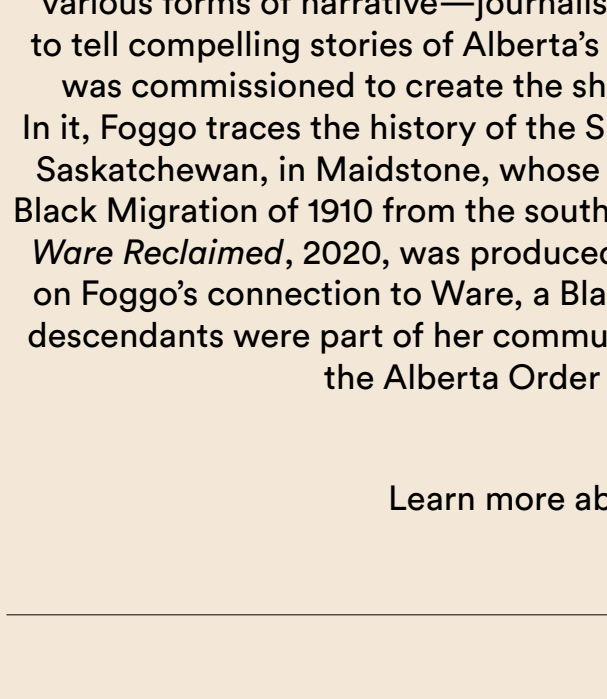 various forms of narrative—journalis
to tell compelling stories of Alberta’s
was commissioned to create the sh
In it, Foggo traces the history of the S
Saskatchewan, in Maidstone, whose
Black Migration of 1910 from the south
Ware Reclaimed, 2020, was produced
on Foggo’s connection to Ware, a Bla
descendants were part of her commu
the Alberta Order
Learn more ab